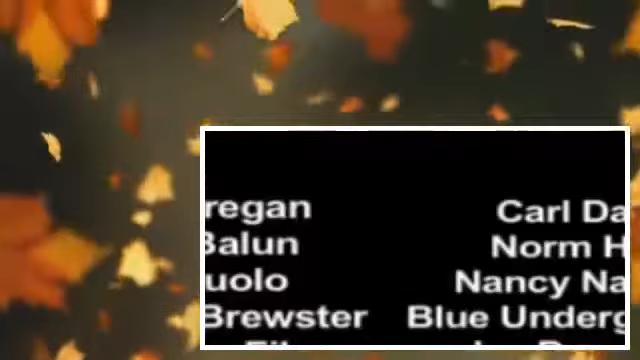 regan Carl Da
Balun Norm H
uolo Nancy Na
Brewster Blue Underg